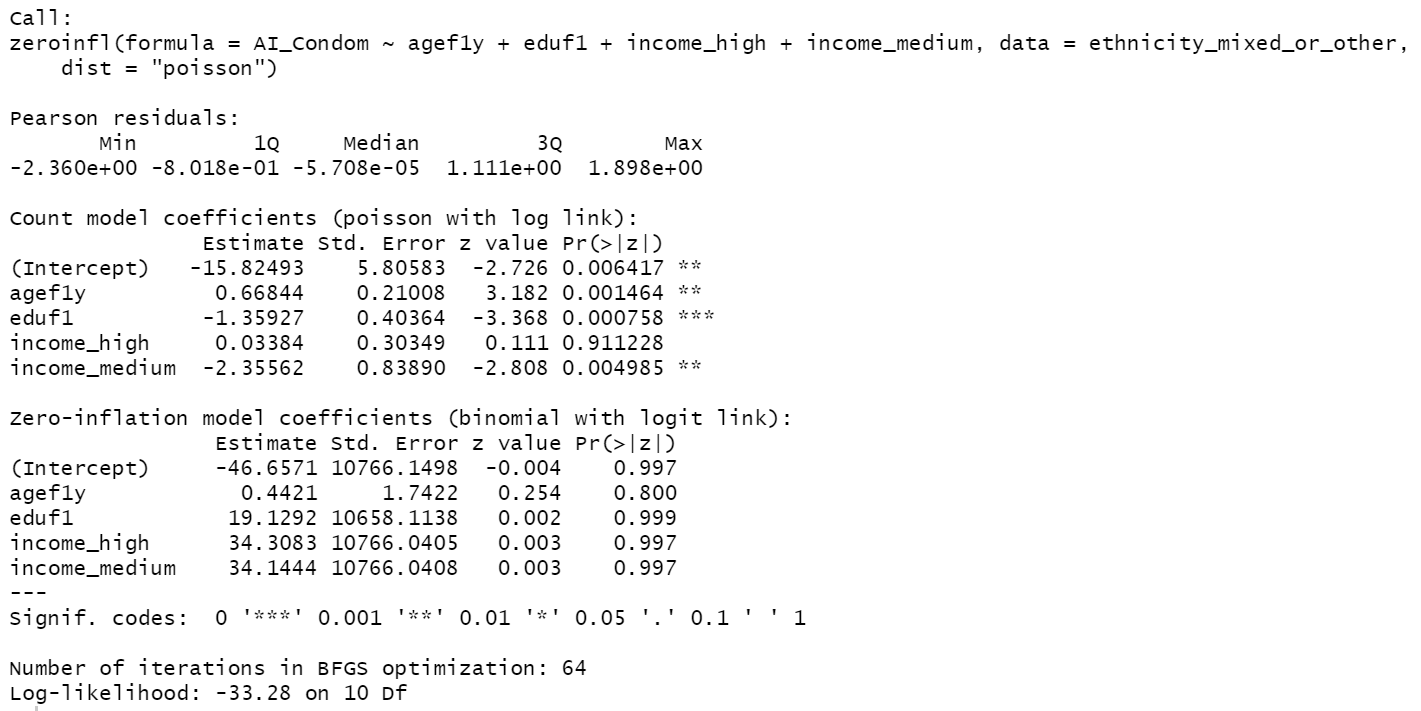 Call:
zeroinfl(formula = AI_Condom ~ agef1y + eduf1 + income_high + income_medium, data = ethnicity_mixed_or_other,
    dist = "poisson")

Pearson residuals:
       Min         1Q     Median         3Q        Max
-2.360e+00 -8.018e-01 -5.708e-05  1.111e+00  1.898e+00

Count model coefficients (poisson with log link):
               Estimate Std. Error z value Pr(>|z|)
(Intercept)   -15.82493    5.80583  -2.726 0.006417 **
agef1y          0.66844    0.21008   3.182 0.001464 **
eduf1          -1.35927    0.40364  -3.368 0.000758 ***
income_high     0.03384    0.30349   0.111 0.911228
income_medium  -2.35562    0.83890  -2.808 0.004985 **

Zero-inflation model coefficients (binomial with logit link):
                Estimate Std. Error z value Pr(>|z|)
(Intercept)     -46.6571 10766.1498  -0.004    0.997
agef1y            0.4421     1.7422   0.254    0.800
eduf1            19.1292 10658.1138   0.002    0.999
income_high      34.3083 10766.0405   0.003    0.997
income_medium    34.1444 10766.0408   0.003    0.997
---
Signif. codes:  0 '***' 0.001 '**' 0.01 '*' 0.05 '.' 0.1 ' ' 1

Number of iterations in BFGS optimization: 64
Log-likelihood: -33.28 on 10 Df